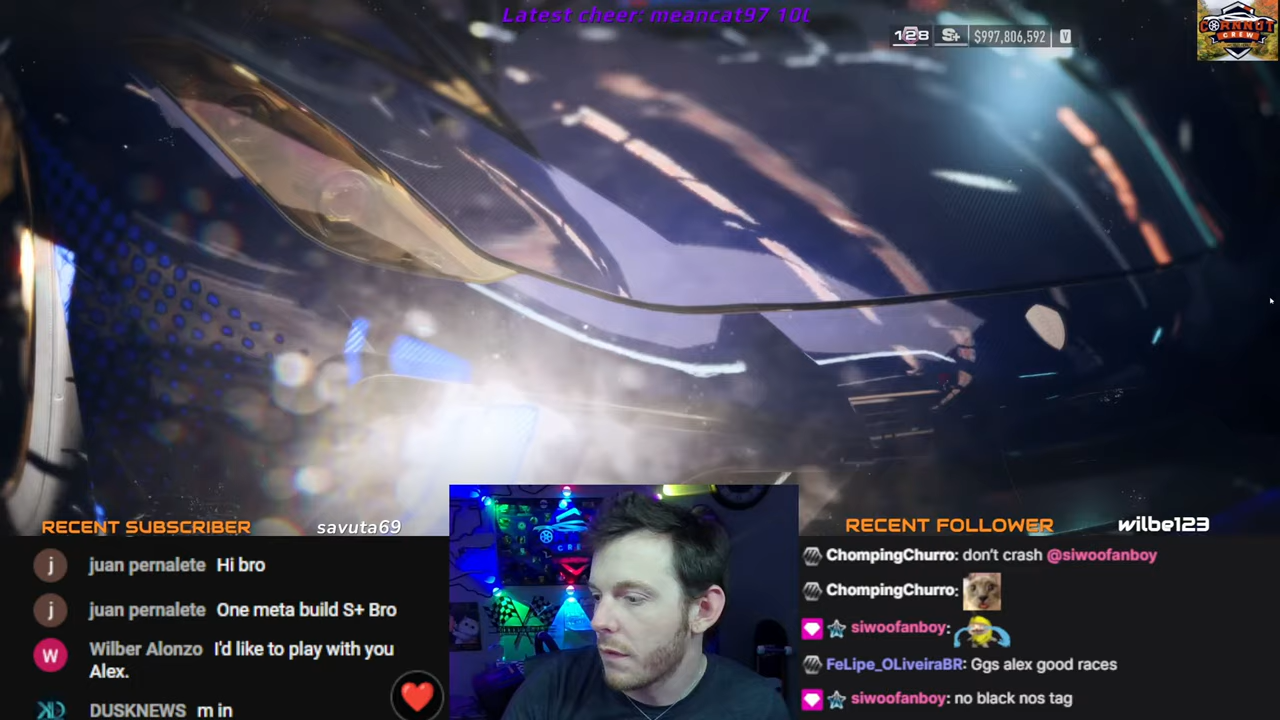 Latest cheer: meancat97 10
128 S+ $997,806,592 V
CORNNUT
CREW
RECENT SUBSCRIBER savuta69
juan pernalete Hi bro
juan pernalete One meta build S+ Bro
Wilber Alonzo I'd like to play with you
Alex.
DUSKNEWS m in
RECENT FOLLOWER wilbe123
ChompingChurro: don't crash @siwoofanboy
ChompingChurro:
siwoofanboy:
FeLipe_OLiveiraBR: Ggs alex good races
siwoofanboy: no black nos tag
j
j
W